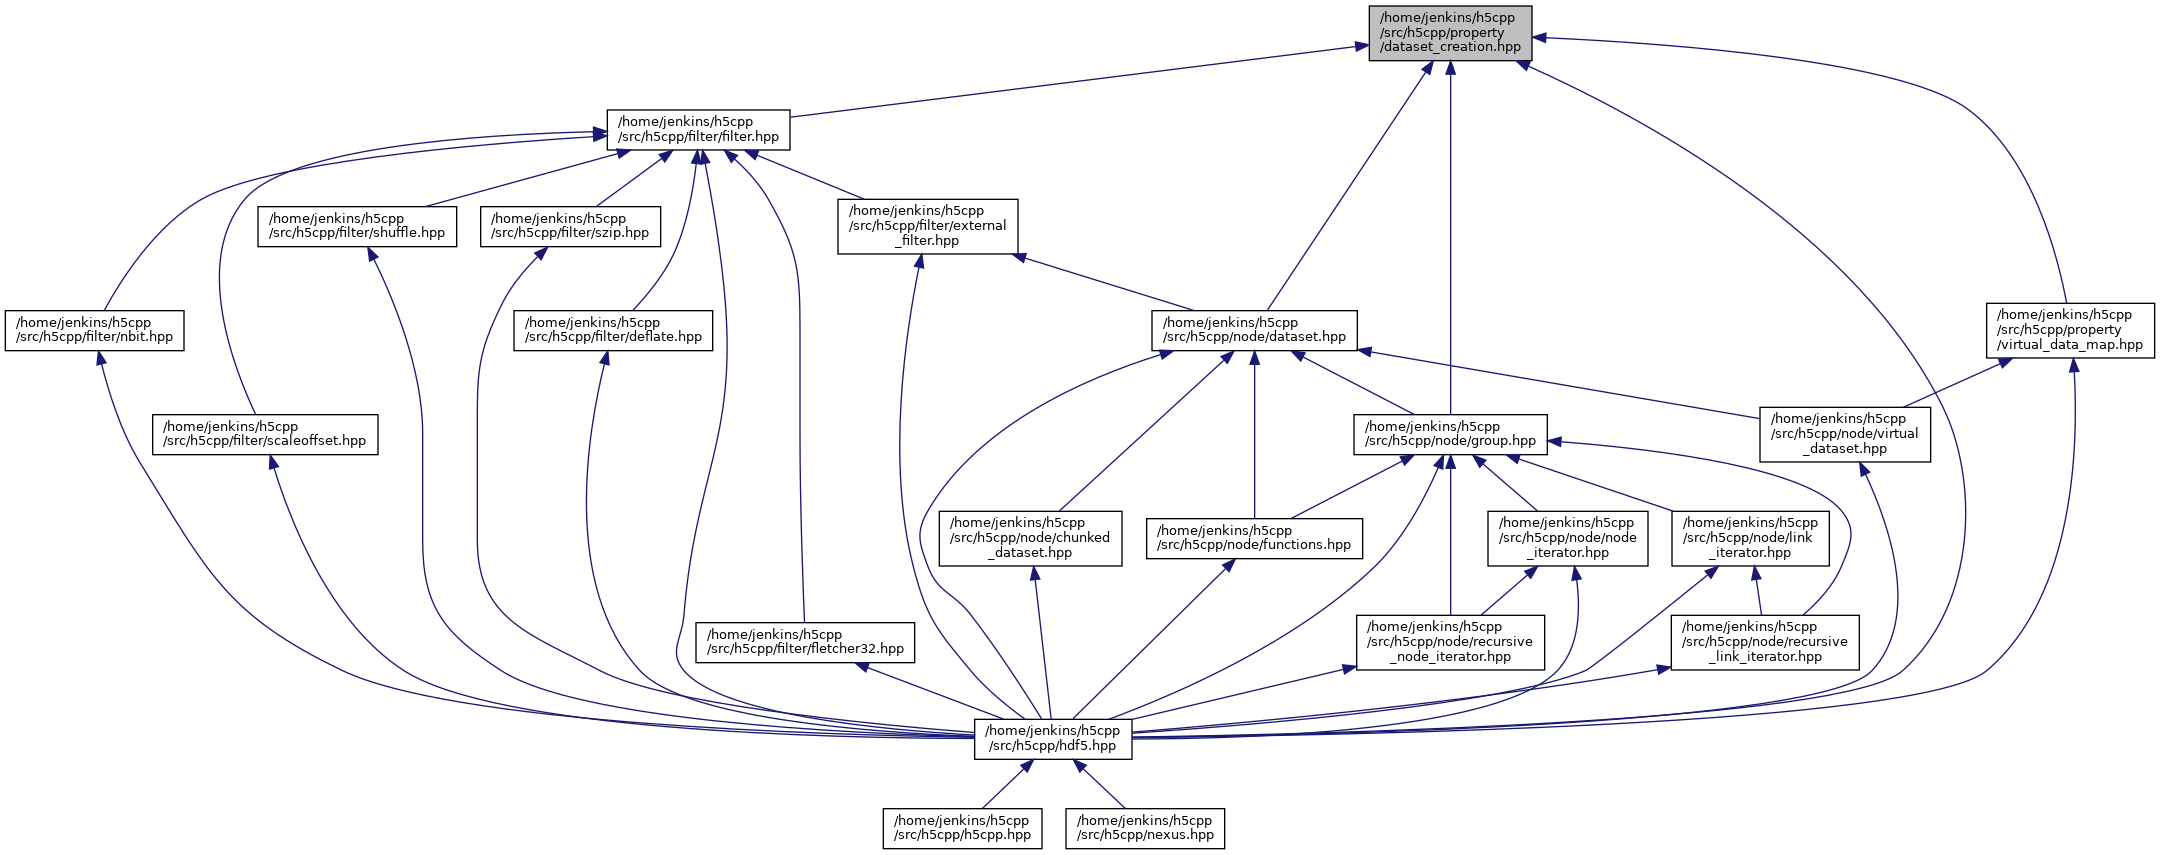 /home/jenkins/h5cpp
/src/h5cpp/property
/dataset_creation.hpp
/home/jenkins/h5cpp
/src/h5cpp/filter/filter.hpp
/home/jenkins/h5cpp
/src/h5cpp/filter/shuffle.hpp
/home/jenkins/h5cpp
/src/h5cpp/filter/szip.hpp
/home/jenkins/h5cpp
/src/h5cpp/filter/external
_filter.hpp
/home/jenkins/h5cpp
/src/h5cpp/filter/nbit.hpp
/home/jenkins/h5cpp
/src/h5cpp/filter/deflate.hpp
/home/jenkins/h5cpp
/src/h5cpp/node/dataset.hpp
/home/jenkins/h5cpp
/src/h5cpp/property
/virtual_data_map.hpp
/home/jenkins/h5cpp
/src/h5cpp/filter/scaleoffset.hpp
/home/jenkins/h5cpp
/src/h5cpp/node/group.hpp
/home/jenkins/h5cpp
/src/h5cpp/node/virtual
_dataset.hpp
/home/jenkins/h5cpp
/src/h5cpp/node/chunked
_dataset.hpp
/home/jenkins/h5cpp
/src/h5cpp/node/functions.hpp
/home/jenkins/h5cpp
/src/h5cpp/node/node
_iterator.hpp
/home/jenkins/h5cpp
/src/h5cpp/node/link
_iterator.hpp
/home/jenkins/h5cpp
/src/h5cpp/filter/fletcher32.hpp
/home/jenkins/h5cpp
/src/h5cpp/node/recursive
_node_iterator.hpp
/home/jenkins/h5cpp
/src/h5cpp/node/recursive
_link_iterator.hpp
/home/jenkins/h5cpp
/src/h5cpp/hdf5.hpp
/home/jenkins/h5cpp
/src/h5cpp/h5cpp.hpp
/home/jenkins/h5cpp
/src/h5cpp/nexus.hpp